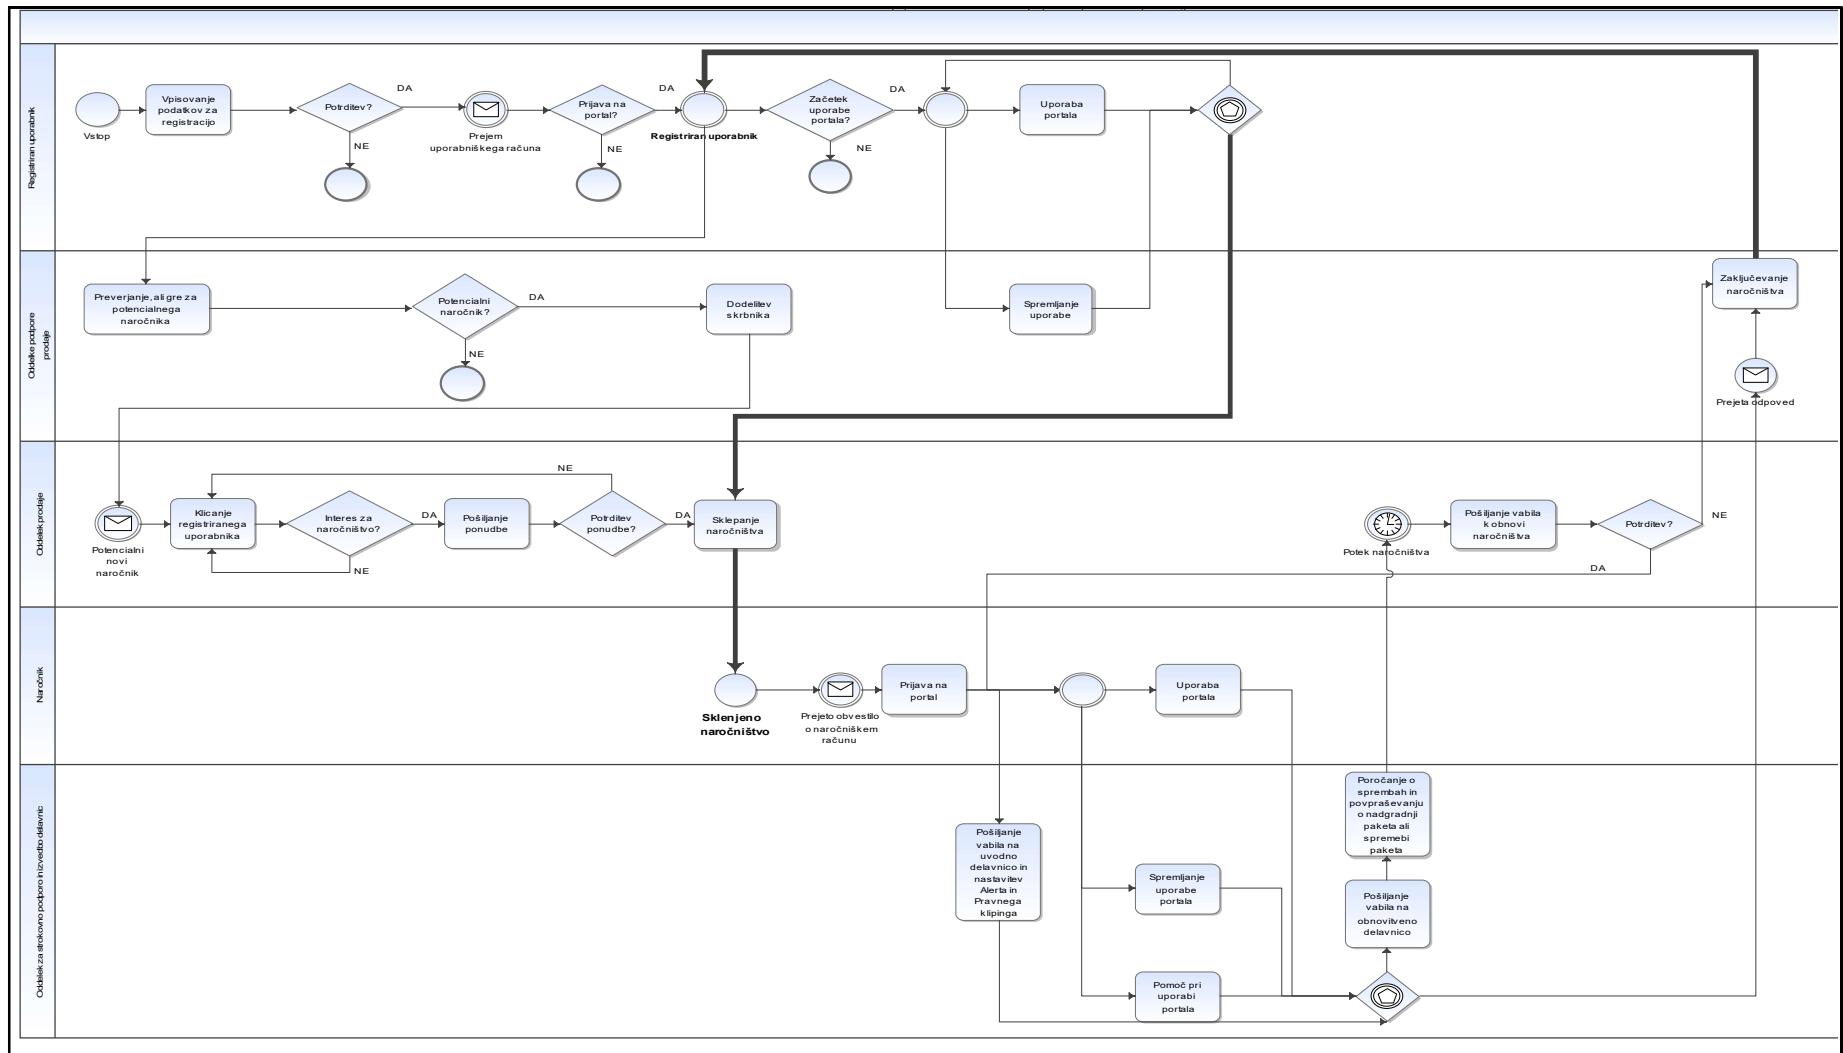 Registriran uporabnik
Vstop
Vpisovanje
podatkov za
registracijo
Potrditev?
DA
NE
Prejem
uporabniškega računa
Prijava na
portal?
DA
NE
Registriran uporabnik
Začetek
uporabe
portala?
DA
NE
Uporaba
portala
Oddelke podpore
prodaje
Preverjanje, ali gre za
potencialnega
naročnika
Potencialni
naročnik?
DA
NE
Dodelitev
skrbnika
Spremljanje
uporabe
Zaključevanje
naročništva
Prejeta odpoved
Oddelek prodaje
Potencialni
novi
naročnik
Klicanje
registriranega
uporabnika
Interes za
naročništvo?
DA
NE
Pošiljanje
ponudbe
Potrditev
ponudbe?
NE
DA
Sklepanje
naročništva
Potek naročništva
Pošiljanje vabila
k obnovi
naročništva
Potrditev?
NE
DA
Naročnik
Sklenjeno
naročništvo
Prejeto obvestilo
o naročniškem
računu
Prijava na
portal
Uporaba
portala
Oddelek za strokovno podporo in izvedbo delavnic
Pošiljanje
vabila na
uvodno
delavnico in
nastavitev
Alerta in
Pravnega
klipinga
Spremljanje
uporabe
portala
Pomoč pri
uporabi
portala
Poročanje o
sprembah in
povpraševanju
o nadgradnji
paketa ali
spremebi
paketa
Pošiljanje
vabila na
obnovitveno
delavnico